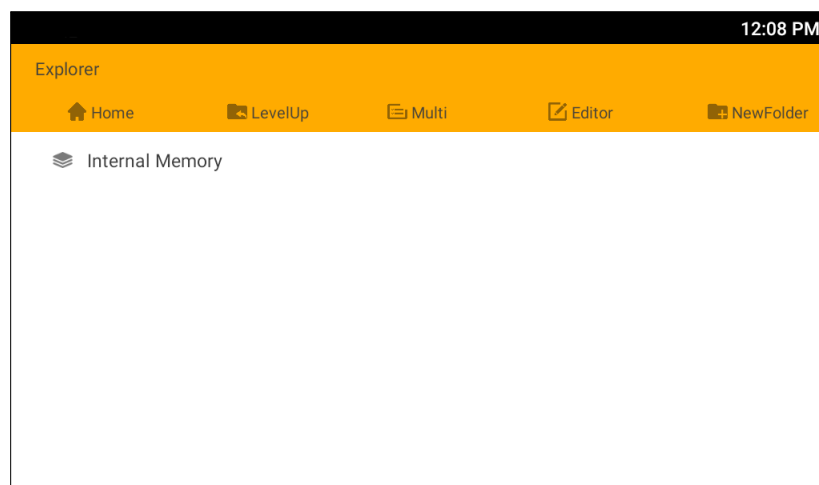 12:08 PM
Explorer
Home LevelUp Multi Editor NewFolder
Internal Memory